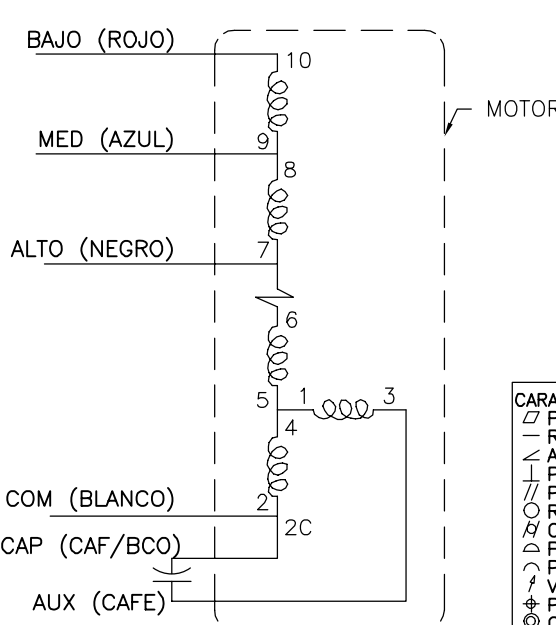 BAJO (ROJO)
10
MOTOR
MED (AZUL)
9
8
ALTO (NEGRO)
7
6
5
1
3
4
COM (BLANCO)
2
2C
CAP (CAF/BCO)
AUX (CAFE)
CARA
P
R
A
P
P
R
C
P
P
V
P